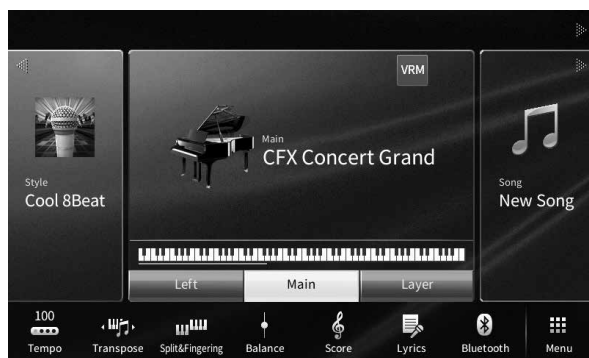 VRM
Main
CFX Concert Grand
Style
Cool 8Beat
Song
New Song
Left
Main
Layer
100
Tempo
Transpose
Split&Fingering
Balance
Score
Lyrics
Bluetooth
Menu